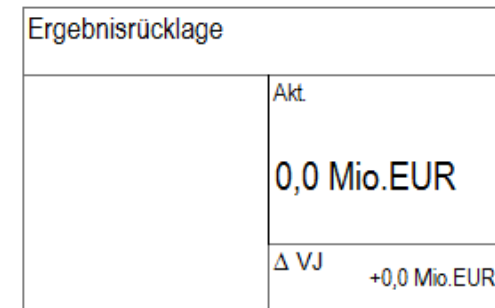 Ergebnisrücklage
Akt.
0,0 Mio.EUR
Δ VJ
+0,0 Mio.EUR